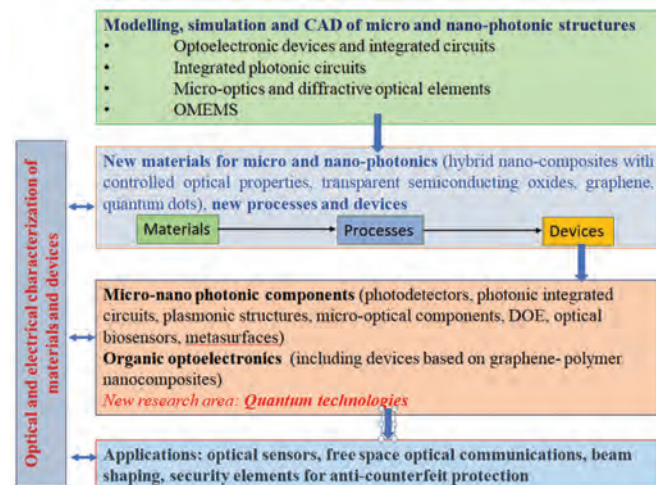 Modelling, simulation and CAD of micro and nano-photonic structures
• Optoelectronic devices and integrated circuits
• Integrated photonic circuits
• Micro-optics and diffractive optical elements
• OMEMS
Optical and electrical characterization of
materials and devices
New materials for micro and nano-photonics (hybrid nano-composites with
controlled optical properties, transparent semiconducting oxides, graphene,
quantum dots), new processes and devices
Materials
Processes
Devices
Micro-nano photonic components (photodetectors, photonic integrated
circuits, plasmonic structures, micro-optical components, DOE, optical
biosensors, metasurfaces)
Organic optoelectronics (including devices based on graphene- polymer
nanocomposites)
New research area: Quantum technologies
Applications: optical sensors, free space optical communications, beam
shaping, security elements for anti-counterfeit protection